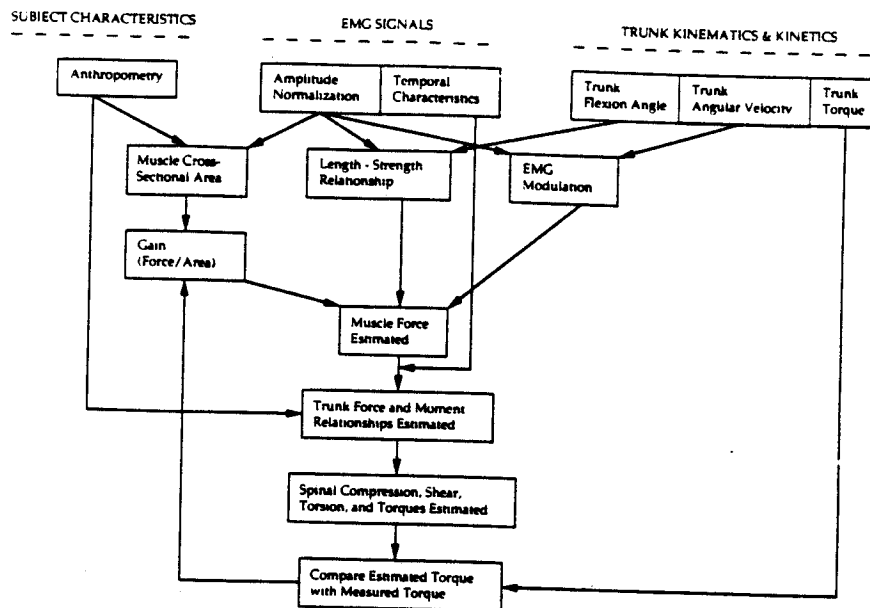 SUBJECT CHARACTERISTICS
EMG SIGNALS
TRUNK KINEMATICS & KINETICS
Anthropometry
Amplitude
Normalization
Temporal
Characteristics
Trunk
Flexion Angle
Trunk
Angular Velocity
Trunk
Torque
Muscle Cross-
Sectional Area
Length - Strength
Relationship
EMG
Modulation
Gain
(Force/Area)
Muscle Force
Estimated
Trunk Force and Moment
Relationships Estimated
Spinal Compression, Shear,
Torsion, and Torques Estimated
Compare Estimated Torque
with Measured Torque